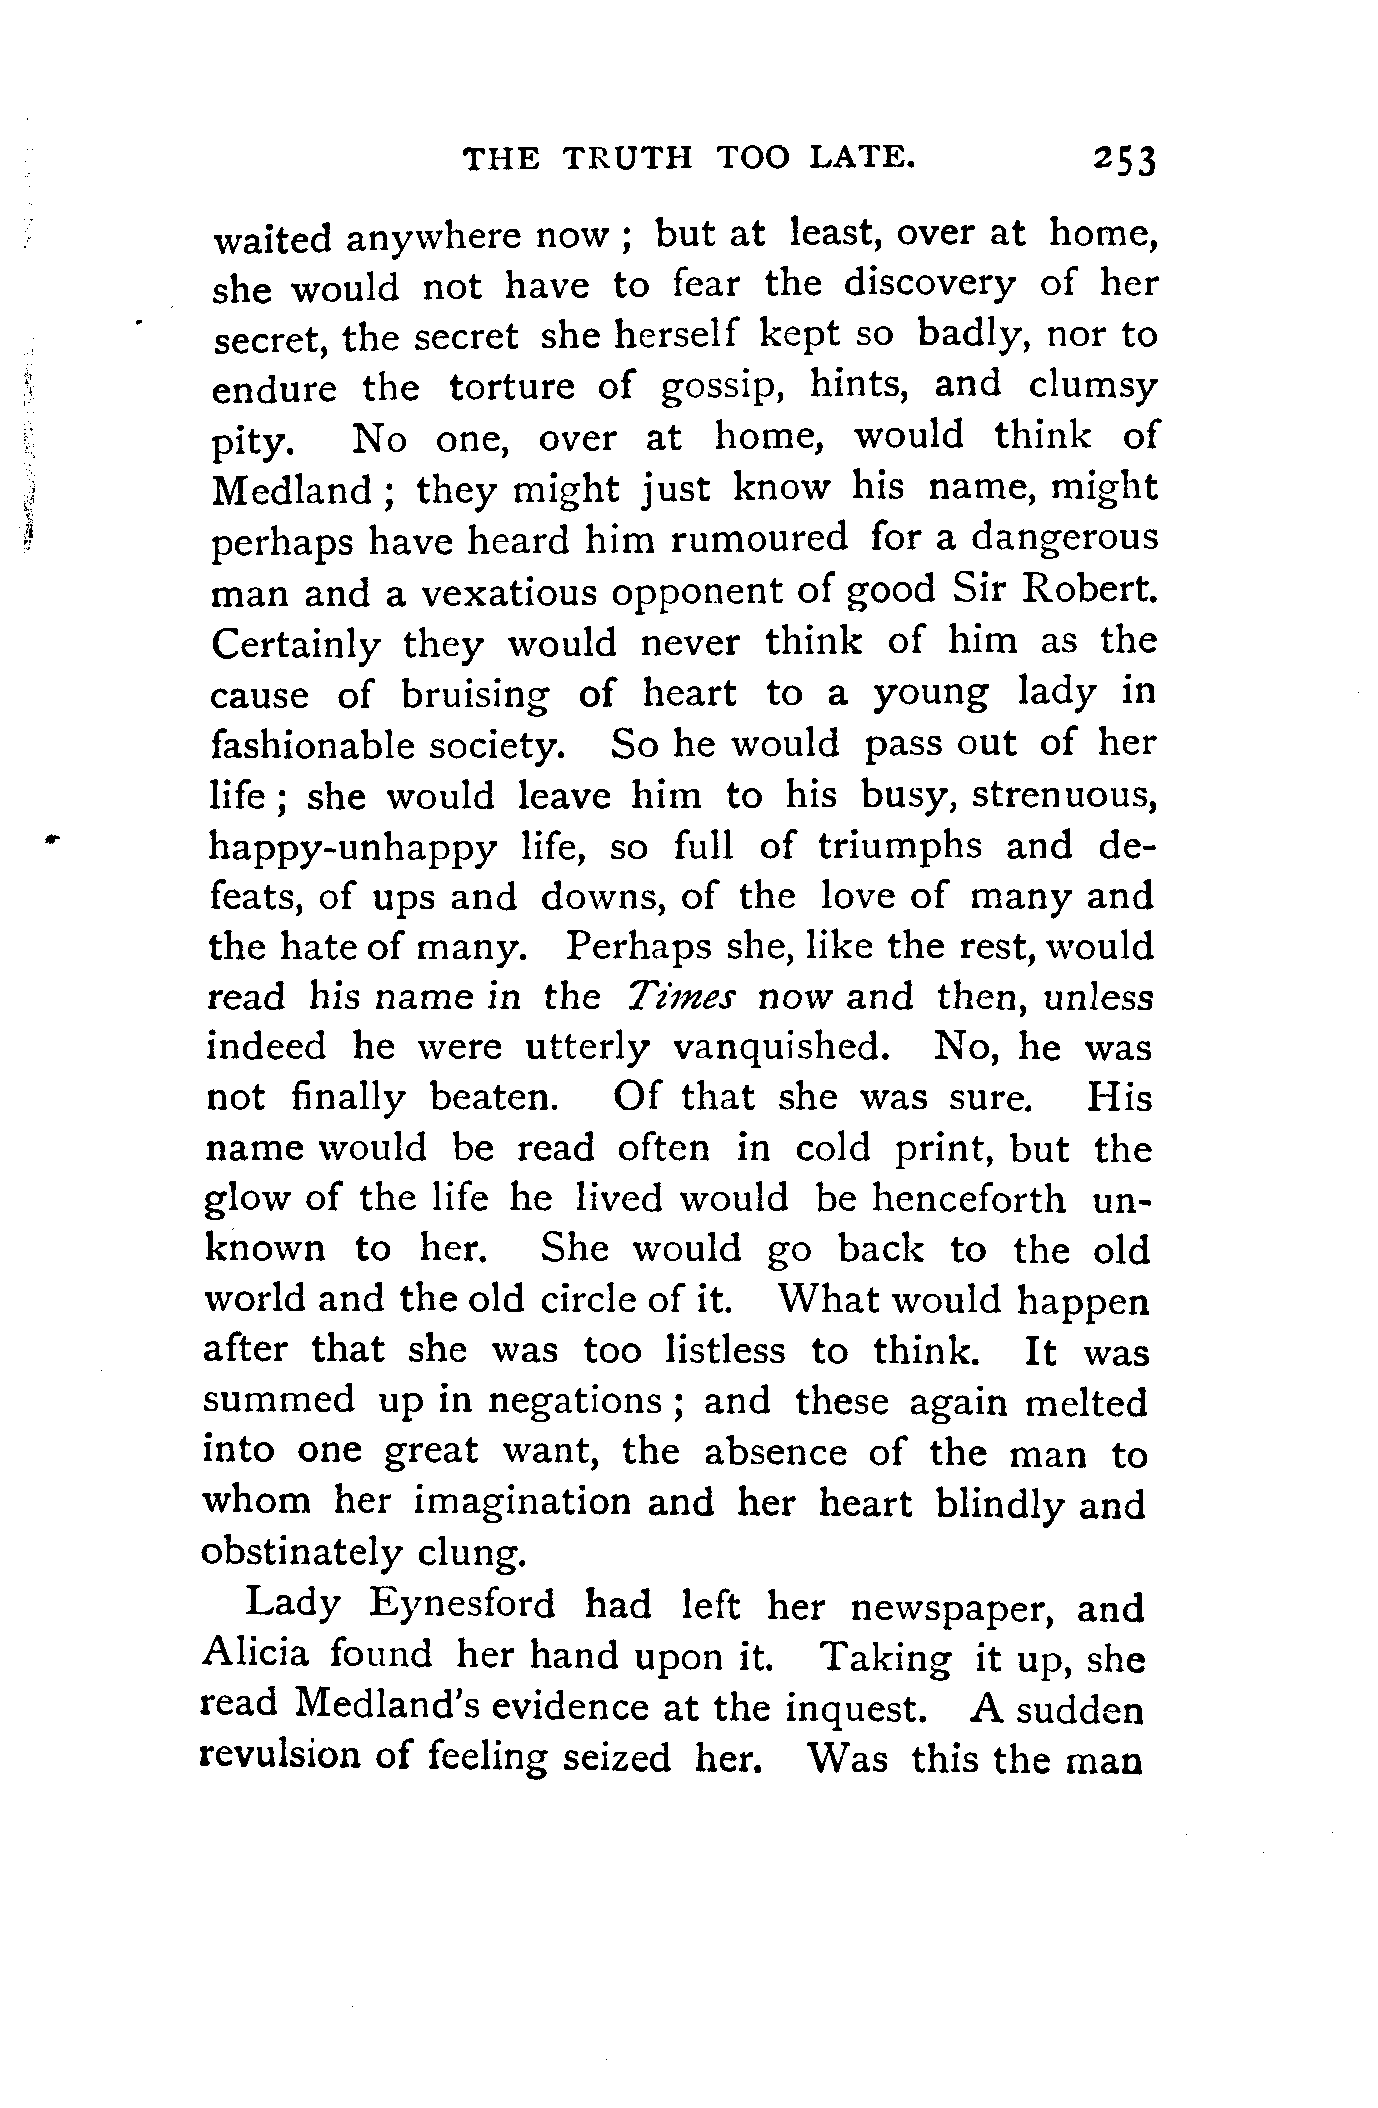 THE TRUTH TOO LATE. 253
waited anywhere now ; but at least, over at home,
she would not have to fear the discovery of her
secret, the secret she herself kept so badly, nor to
endure the torture of gossip, hints, and clumsy
pity. No one, over at home, would think of
Medland ; they might just know his name, might
perhaps have heard him rumoured for a dangerous
man and a vexatious opponent of good Sir Robert.
Certainly they would never think of him as the
cause of bruising of heart to a young lady in
fashionable society. So he would pass out of her
life ; she would leave him to his busy, strenuous,
happy-unhappy life, so full of triumphs and de-
feats, of ups and downs, of the love of many and
the hate of many. Perhaps she, like the rest, would
read his name in the Times now and then, unless
indeed he were utterly vanquished. No, he was
not finally beaten. Of that she was sure. His
name would be read often in cold print, but the
glow of the life he lived would be henceforth un-
known to her. She would go back to the old
world and the old circle of it. What would happen
after that she was too listless to think. It was
summed up in negations ; and these again melted
into one great want, the absence of the man to
whom her imagination and her heart blindly and
obstinately clung.
Lady Eynesford had left her newspaper, and
Alicia found her hand upon it. Taking it up, she
read Medland's evidence at the inquest. A sudden
revulsion of feeling seized her. Was this the man